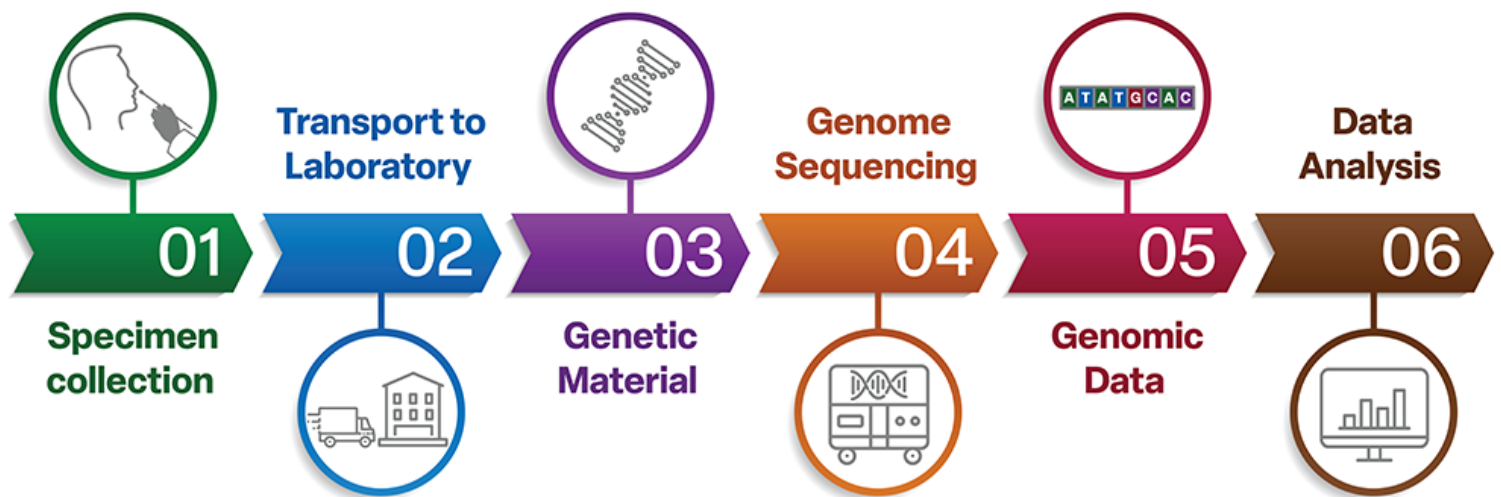 01
Specimen
collection
Transport to
Laboratory
02
03
Genetic
Material
Genome
Sequencing
04
ATATGCAC
05
Genomic
Data
Data
Analysis
06